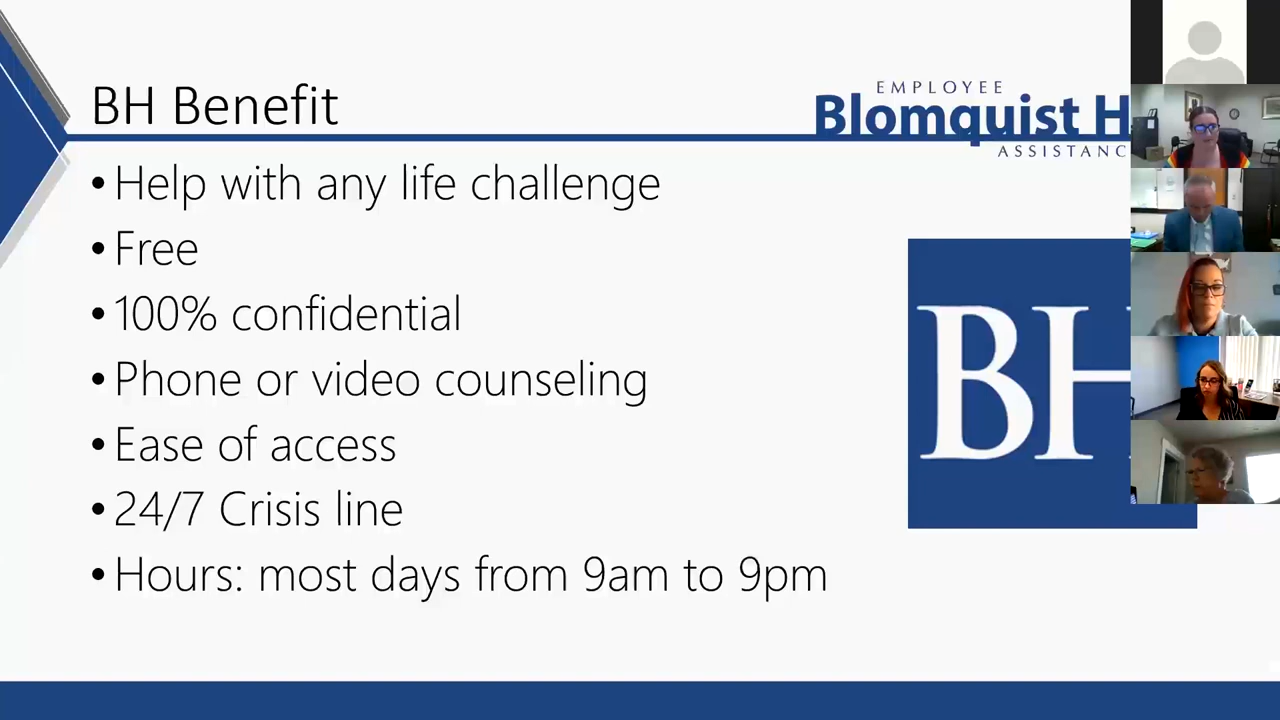 BH Benefit
EMPLOYEE
Blomquist H
ASSISTANC
• Help with any life challenge
• Free
• 100% confidential
• Phone or video counseling
• Ease of access
• 24/7 Crisis line
• Hours: most days from 9am to 9pm
BH